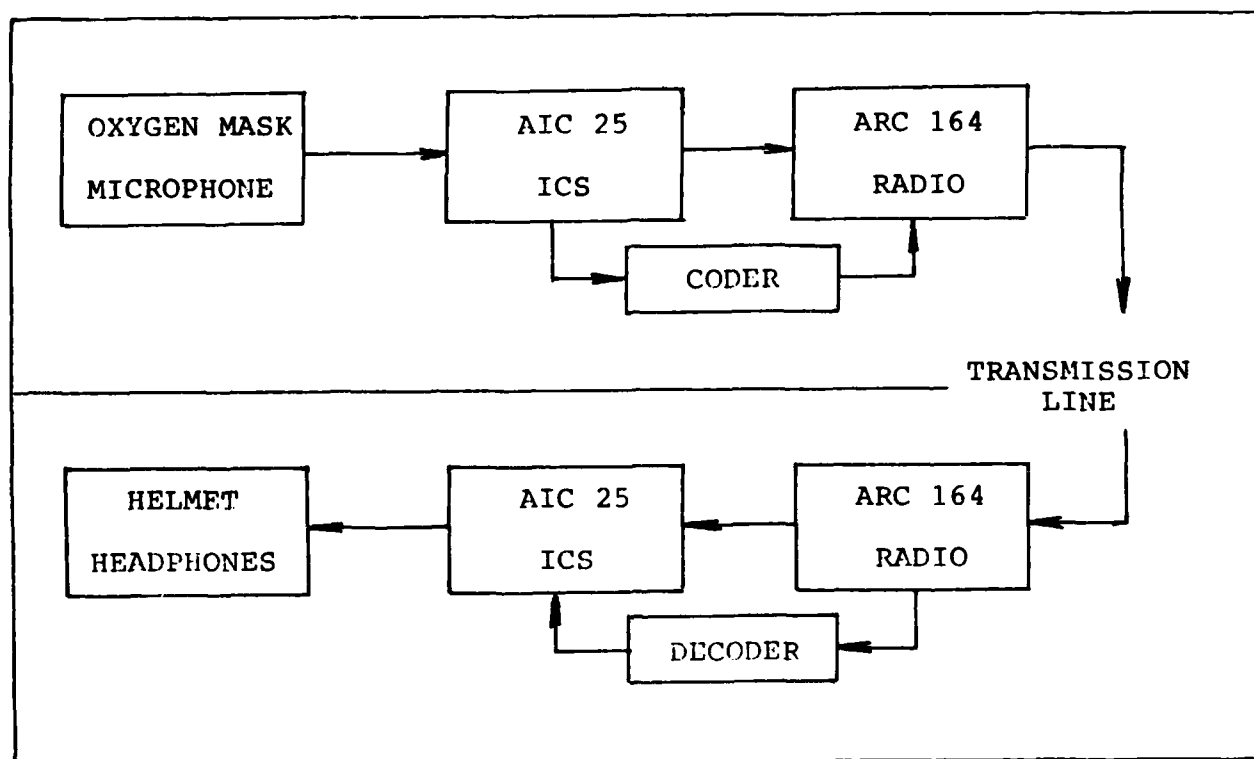 OXYGEN MASK
MICROPHONE
AIC 25
ICS
ARC 164
RADIO
CODER
TRANSMISSION
LINE
HELMET
HEADPHONES
AIC 25
ICS
ARC 164
RADIO
DECODER